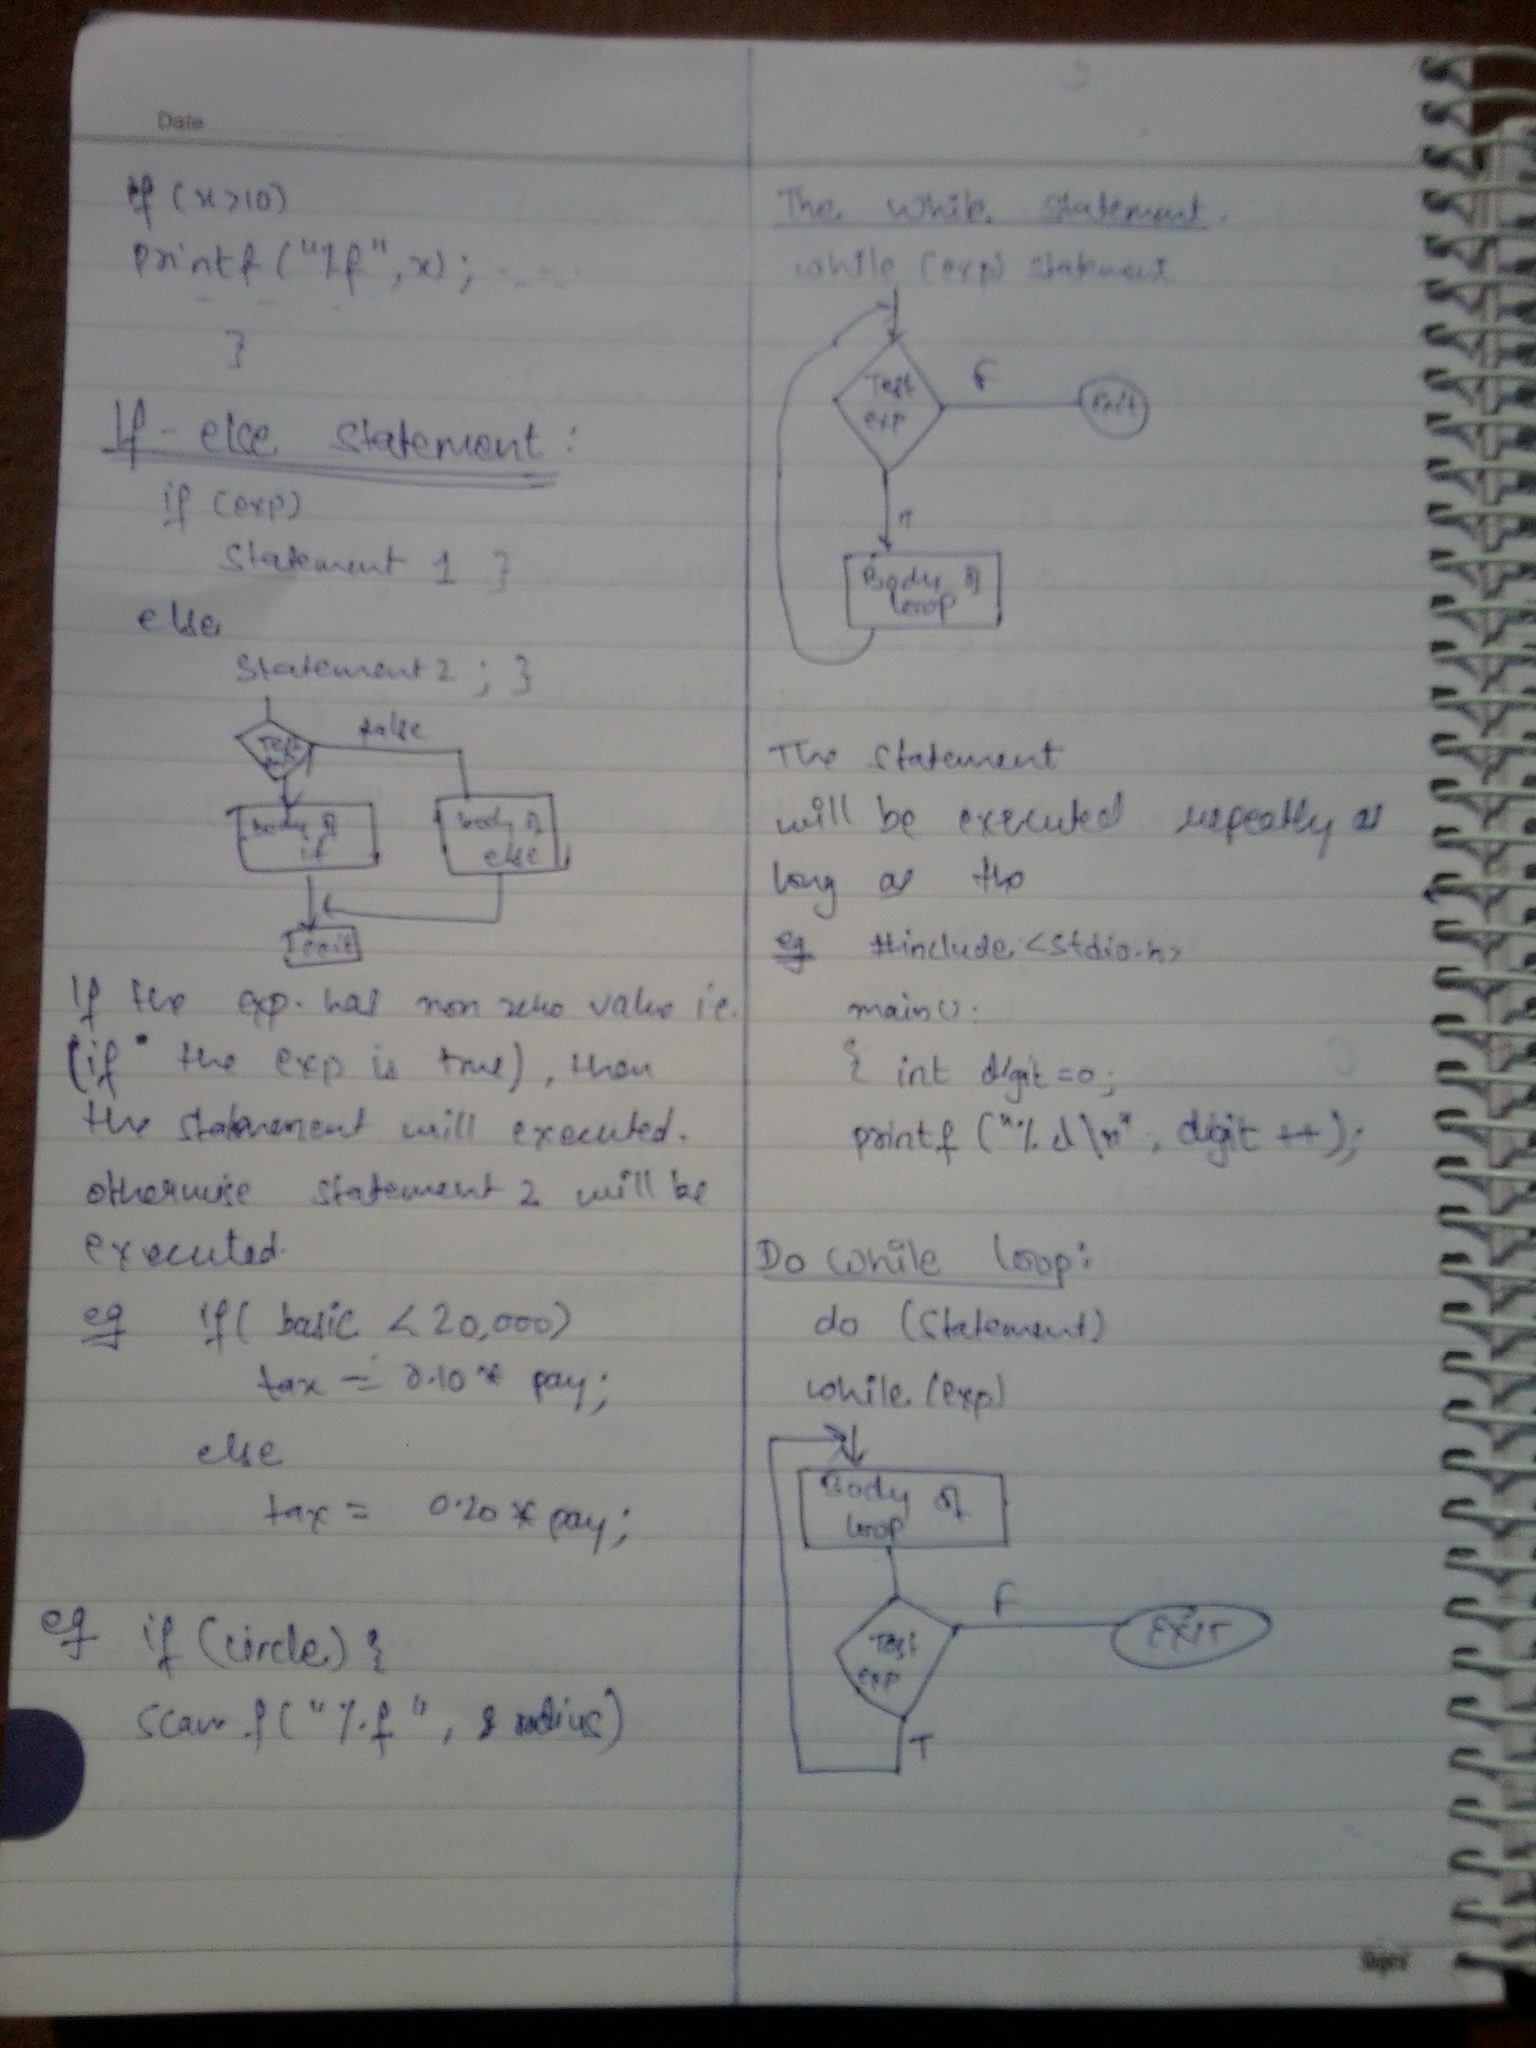 Date
if (x>10)
printf ("%f", x);
}
If-else statement:
if (exp)
Statement 1 }
else
Statement 2 ; }
Test
false
body of
if
body of
else
exit
If the exp. has non zero value ie.
(if the exp is true), then
the statement will executed.
otherwise statement 2 will be
executed.
eg if( basic < 20,000)
tax = 0.10 * pay;
else
tax = 0.20 * pay;
eg if (circle) {
scanf("%f", & radius)
The while statement.
while (exp) statement
Test
exp
F
Exit
T
Body of
loop
The statement
will be executed repeatly as
long as the
eg #include <stdio.h>
main():
{ int digit =0;
printf ("%d\n", digit ++);
Do while loop:
do (Statement)
while (exp)
Body of
loop
Test
exp
F
EXIT
T